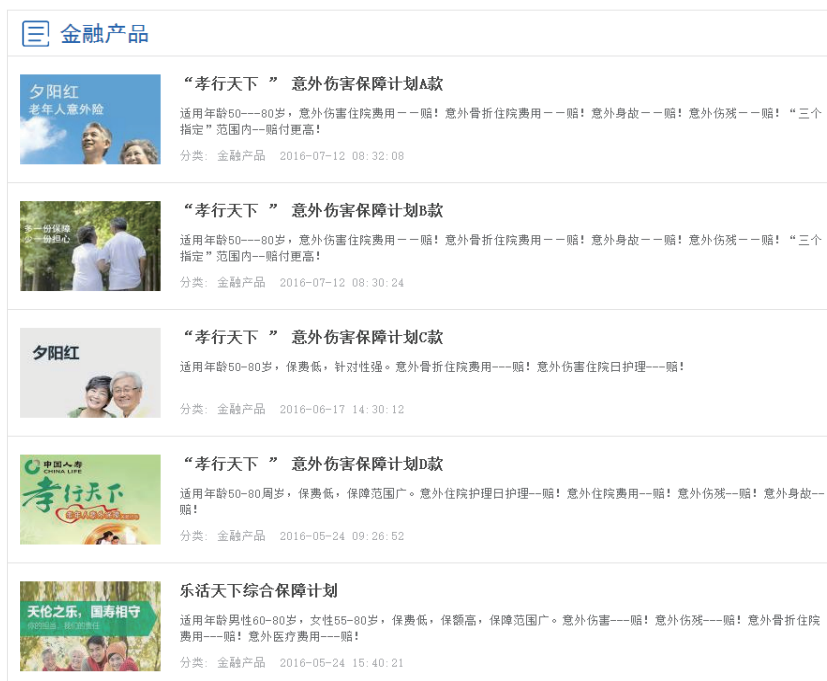 金融产品
夕阳红
老年人意外险
“孝行天下 ” 意外伤害保障计划A款
适用年龄50---80岁，意外伤害住院费用－－赔！意外骨折住院费用－－赔！意外身故－－赔！意外伤残－－赔！“三个
指定”范围内--赔付更高！
分类: 金融产品 2016-07-12 08:32:08
多一份保障
少一份担心
“孝行天下 ” 意外伤害保障计划B款
适用年龄50---80岁，意外伤害住院费用－－赔！意外骨折住院费用－－赔！意外身故－－赔！意外伤残－－赔！“三个
指定”范围内--赔付更高！
分类: 金融产品 2016-07-12 08:30:24
夕阳红
“孝行天下 ” 意外伤害保障计划C款
适用年龄50-80岁，保费低，针对性强。意外骨折住院费用---赔！意外伤害住院日护理---赔！
分类: 金融产品 2016-06-17 14:30:12
中国人寿
CHINA LIFE
孝行天下
“孝行天下 ” 意外伤害保障计划D款
适用年龄50-80周岁，保费低，保障范围广。意外住院护理日护理--赔！意外住院费用--赔！意外伤残--赔！意外身故--
赔！
分类: 金融产品 2016-05-24 09:26:52
天伦之乐，国寿相守
你的担当，我们的责任
乐活天下综合保障计划
适用年龄男性60-80岁，女性55-80岁，保费低，保额高，保障范围广。意外伤害---赔！意外伤残---赔！意外骨折住院
费用---赔！意外医疗费用---赔！
分类: 金融产品 2016-05-24 15:40:21